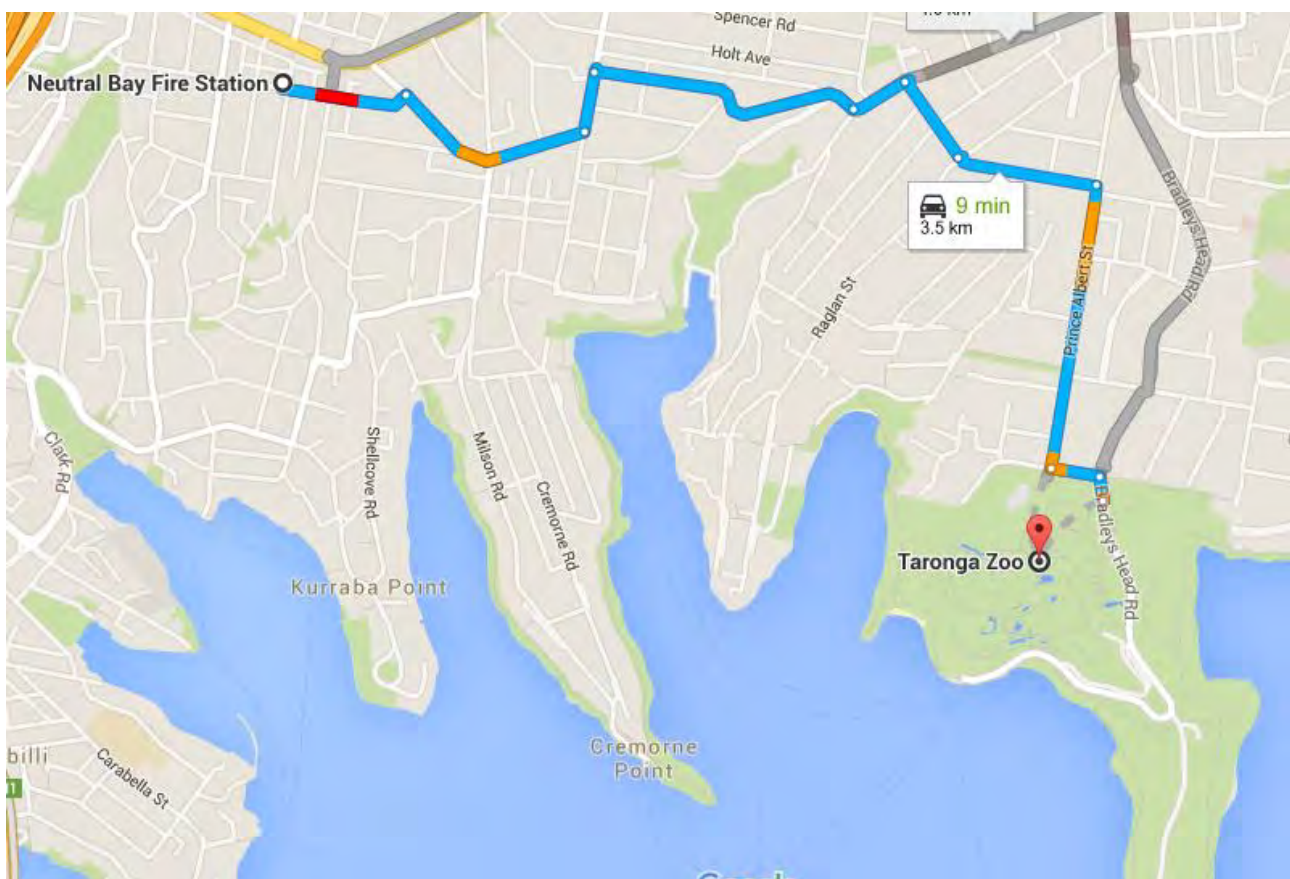 Spencer Rd
Holt Ave
Neutral Bay Fire Station
9 min
3.5 km
Bradleys Head Rd
Prince Albert St
Raglan St
Clark Rd
Shellcove Rd
Milson Rd
Cremorne Rd
Bradleys Head Rd
Taronga Zoo
Kurraba Point
Cremorne
Point
billi
Carabella St